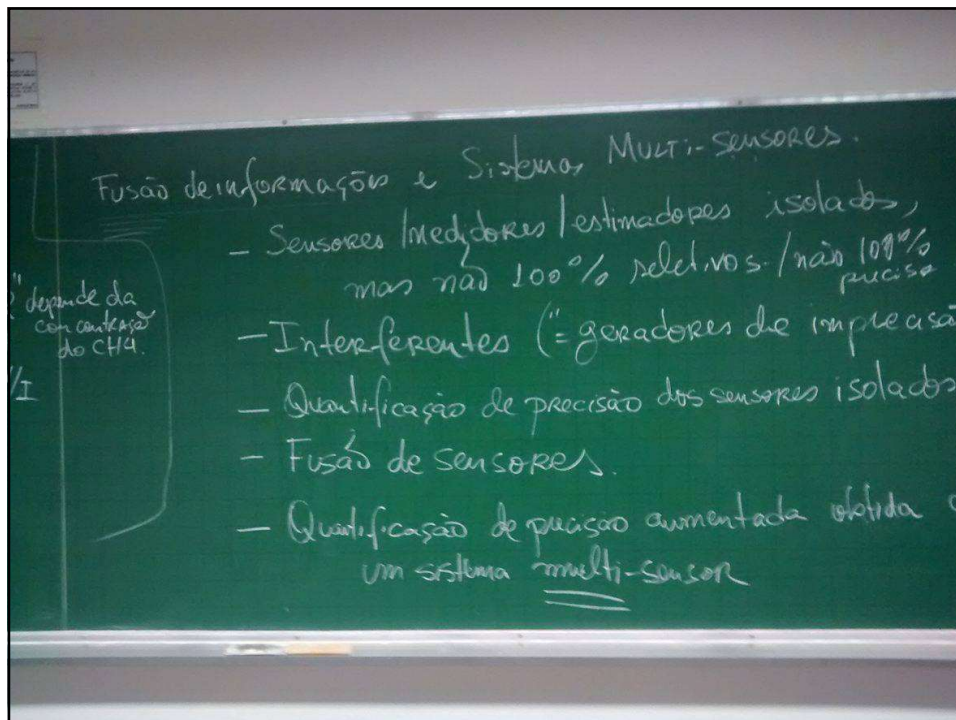 Fusão de informações e Sistemas Multi-sensores.
- Sensores/medidores/estimadores isolados,
mas não 100% seletivos/não 100%
preciso
- Interferentes ("=geradores de imprecisã
- Quantificação de precisão dos sensores isolados
- Fusão de sensores.
- Quantificação de precisão aumentada obtida
um sistema multi-sensor
" depende da
concentração
do CH4.
/I